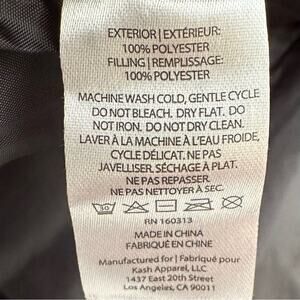 EXTERIOR | EXTÉRIEUR:
100% POLYESTER
FILLING | REMPLISSAGE:
100% POLYESTER
MACHINE WASH COLD, GENTLE CYCLE
DO NOT BLEACH. DRY FLAT. DO
NOT IRON. DO NOT DRY CLEAN.
LAVER À LA MACHINE À L'EAU FROIDE,
CYCLE DÉLICAT. NE PAS
JAVELLISER. SÉCHAGE À PLAT.
NE PAS REPASSER.
NE PAS NETTOYER À SEC.
30
RN 160313
MADE IN CHINA
FABRIQUÉ EN CHINE
Manufactured for | Fabriqué pour
Kash Apparel, LLC
1437 East 20th Street
Los Angeles, CA 90011